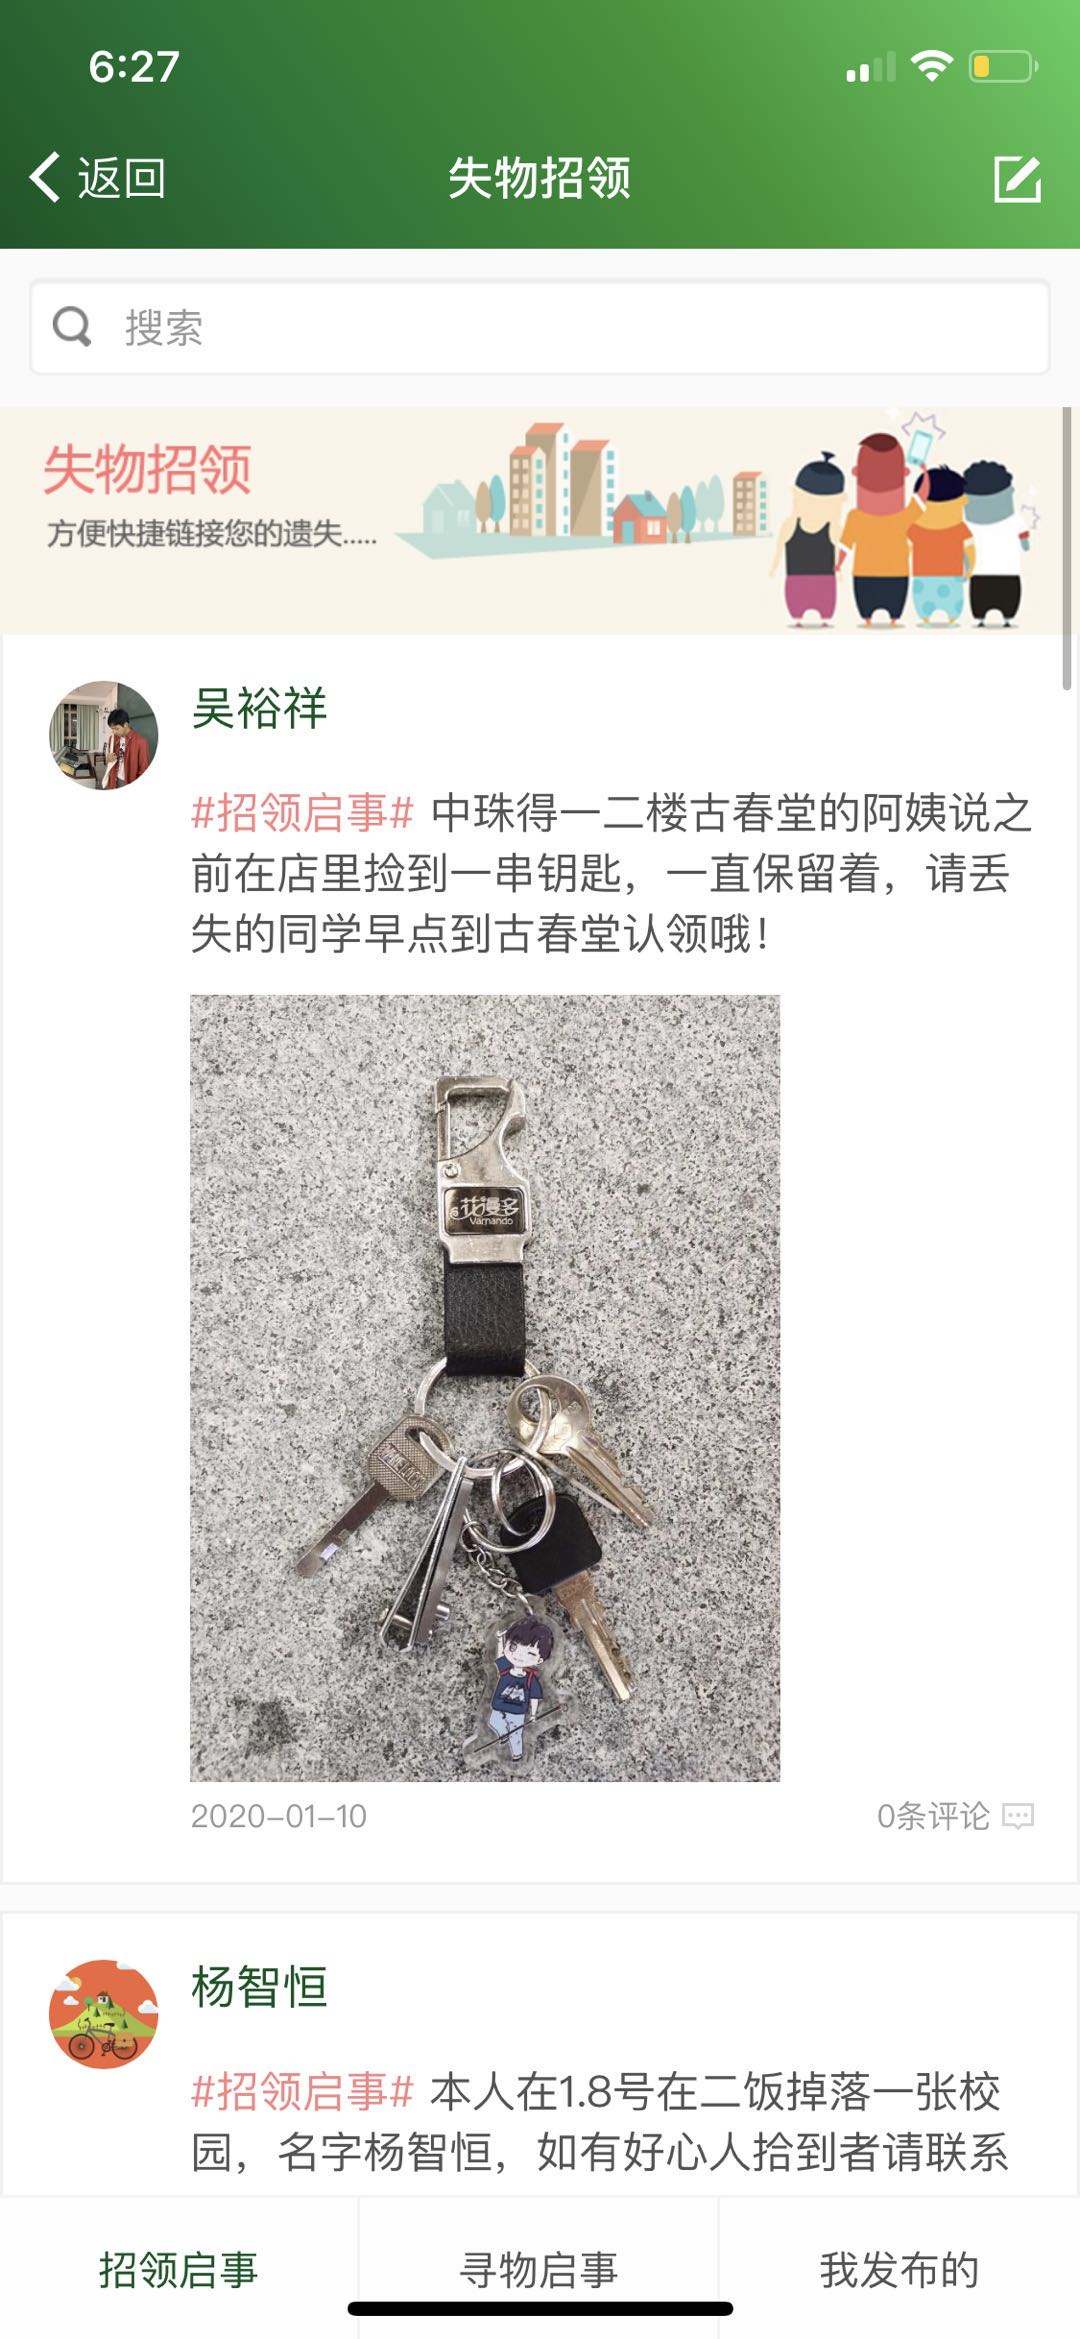 6:27
返回
失物招领
搜索
失物招领
方便快捷链接您的遗失.....
吴裕祥
#招领启事# 中珠得一二楼古春堂的阿姨说之
前在店里捡到一串钥匙，一直保留着，请丢
失的同学早点到古春堂认领哦！
花漫多
Vamando
2020-01-10
0条评论
杨智恒
#招领启事# 本人在1.8号在二饭掉落一张校
园，名字杨智恒，如有好心人拾到者请联系
招领启事
寻物启事
我发布的